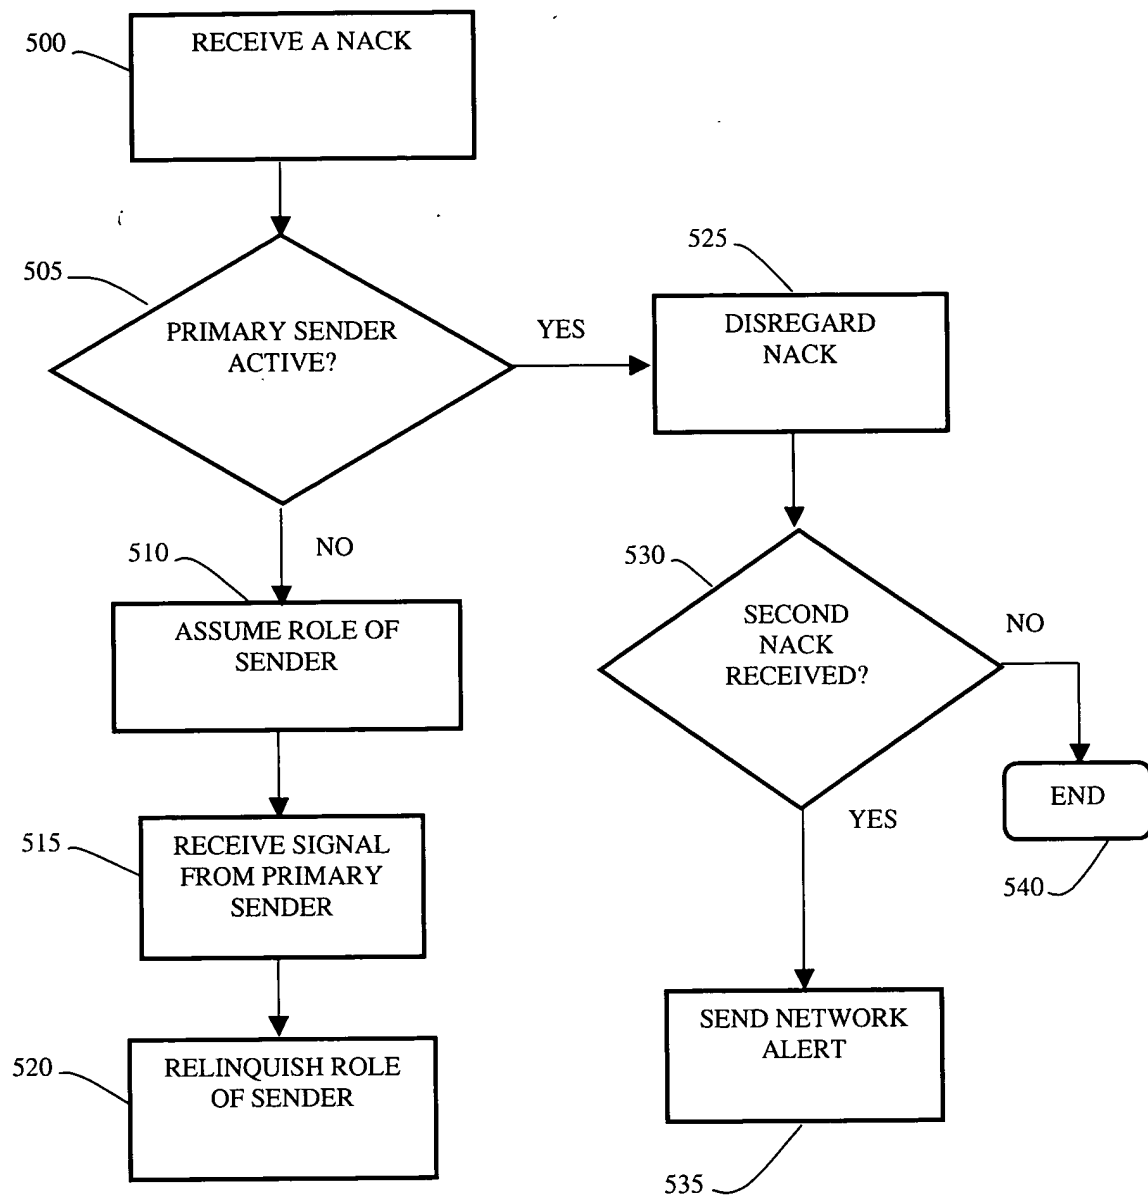 500
RECEIVE A NACK
505
PRIMARY SENDER
ACTIVE?
YES
525
DISREGARD
NACK
NO
510
ASSUME ROLE OF
SENDER
530
SECOND
NACK
RECEIVED?
NO
END
540
YES
515
RECEIVE SIGNAL
FROM PRIMARY
SENDER
520
RELINQUISH ROLE
OF SENDER
SEND NETWORK
ALERT
535